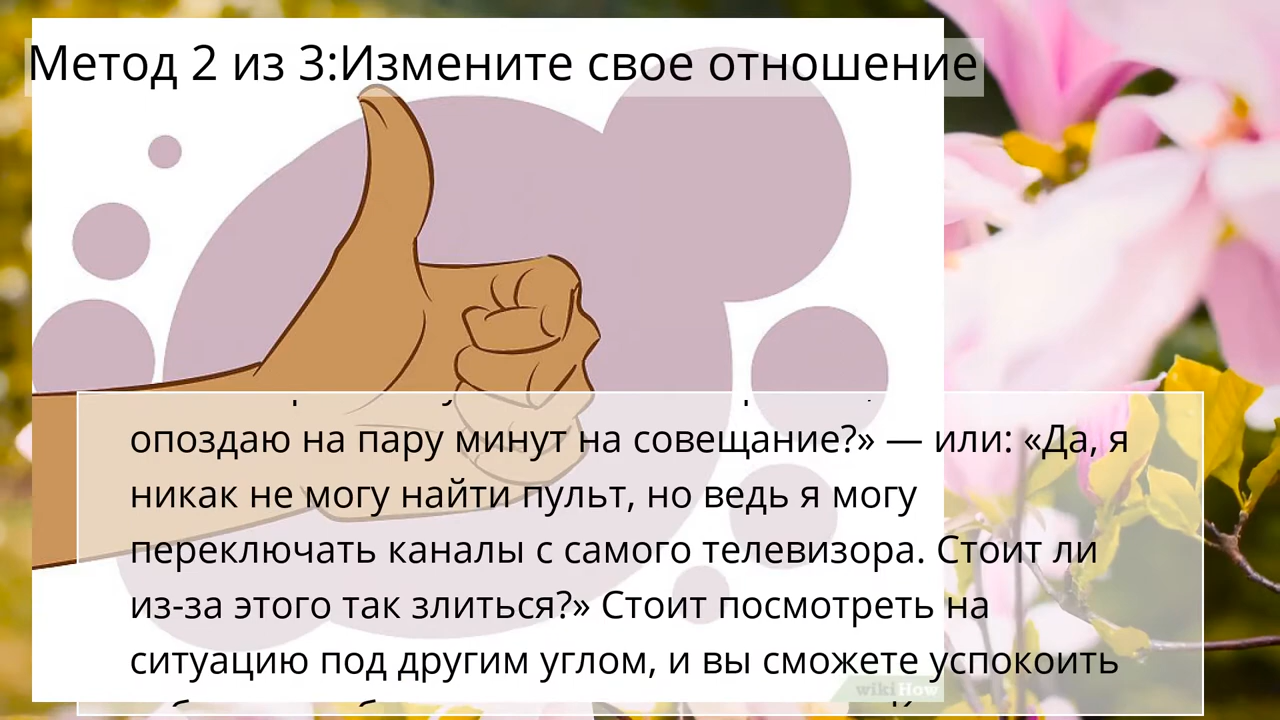 Метод 2 из 3:Измените свое отношение
опоздаю на пару минут на совещание?» — или: «Да, я
никак не могу найти пульт, но ведь я могу
переключать каналы с самого телевизора. Стоит ли
из-за этого так злиться?» Стоит посмотреть на
ситуацию под другим углом, и вы сможете успокоить
wikiHow